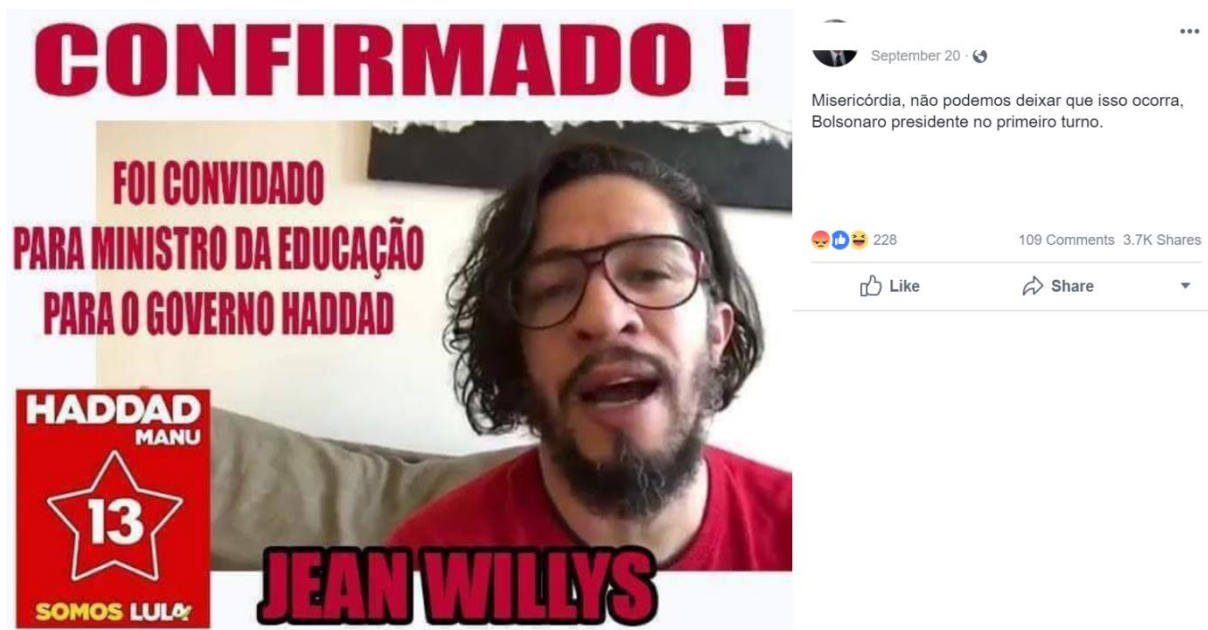 CONFIRMADO !
FOI CONVIDADO
PARA MINISTRO DA EDUCAÇÃO
PARA O GOVERNO HADDAD
HADDAD
MANU
13
SOMOS LULA
JEAN WILLYS
September 20 ·
Misericórdia, não podemos deixar que isso ocorra,
Bolsonaro presidente no primeiro turno.
228
109 Comments 3.7K Shares
Like
Share